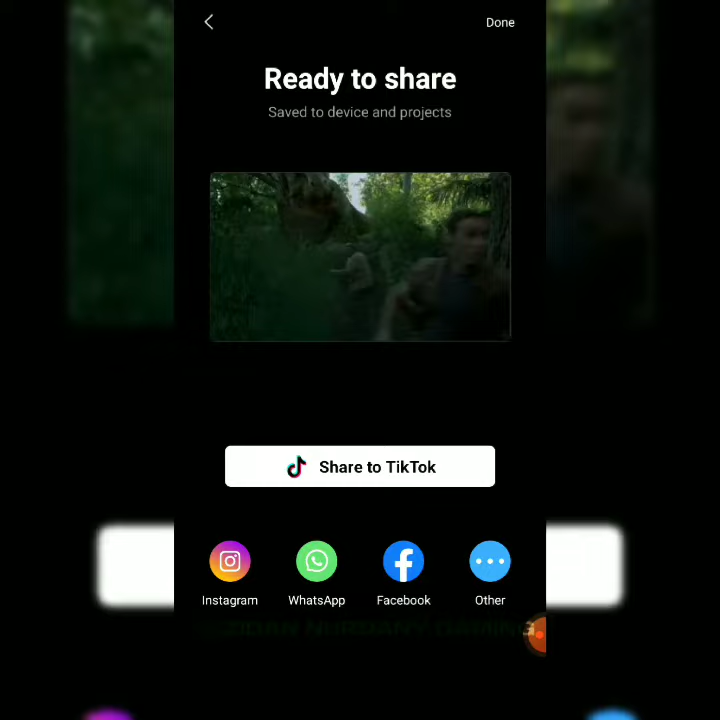 Done
Ready to share
Saved to device and projects
Share to TikTok
Instagram
WhatsApp
Facebook
Other